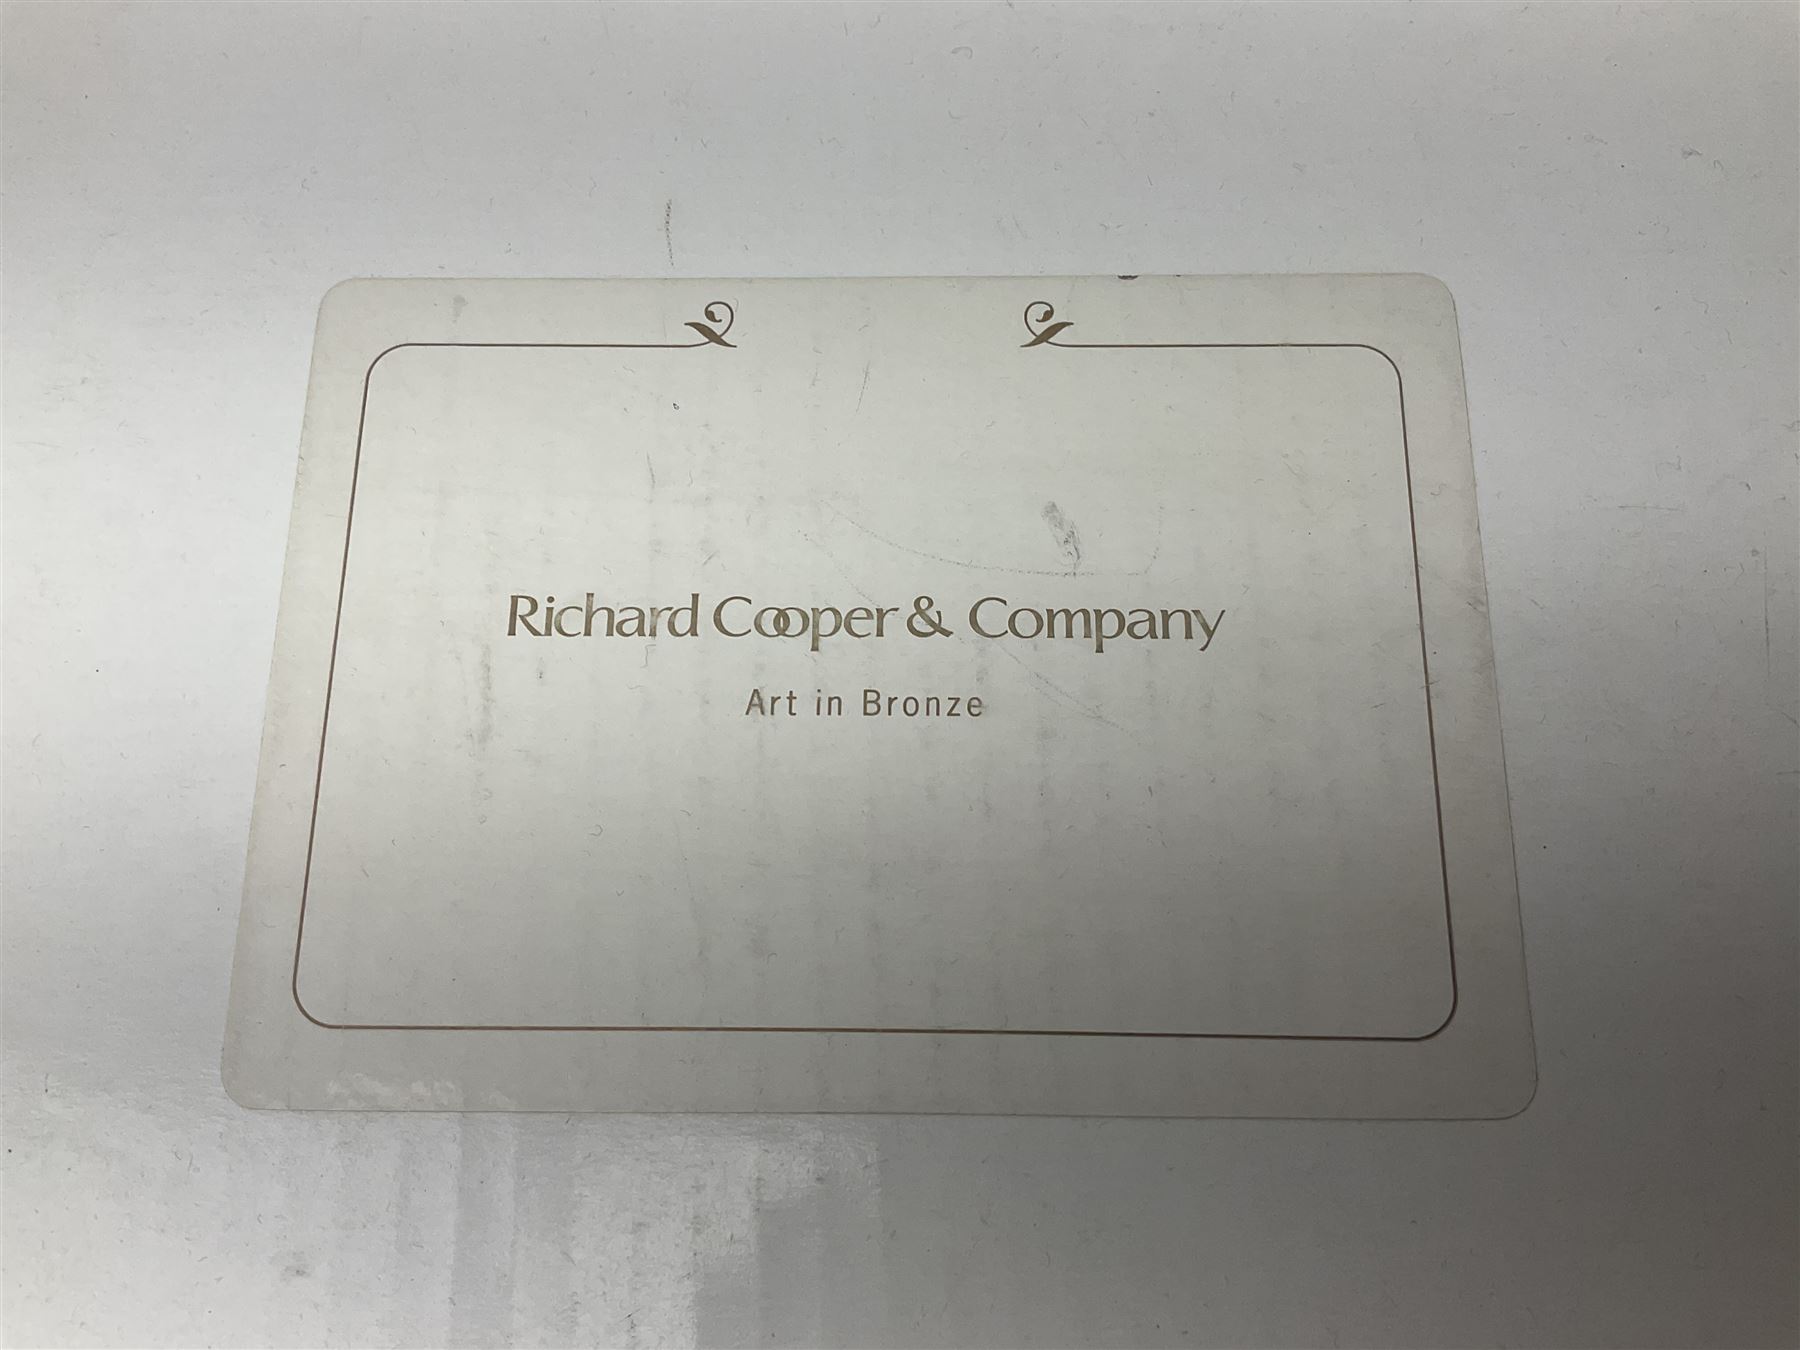 Richard Cooper & Company
Art in Bronze